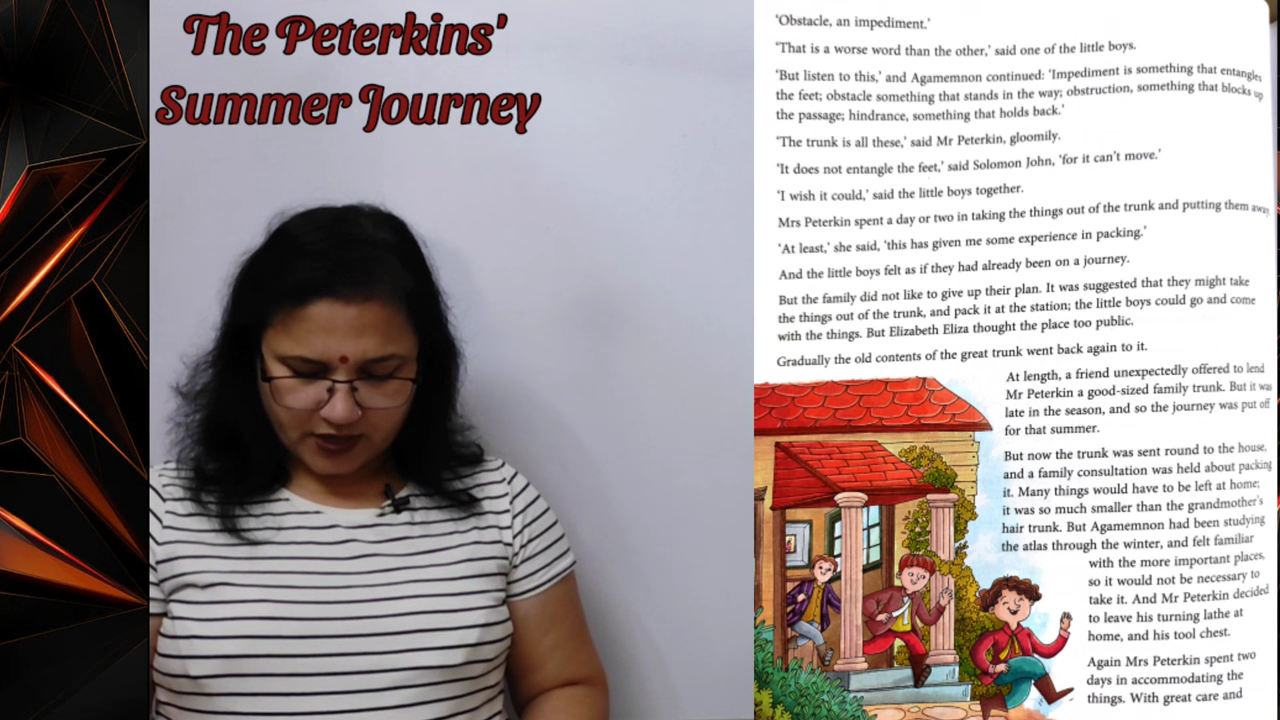 The Peterkins'
Summer Journey
'Obstacle, an impediment.'
'That is a worse word than the other,' said one of the little boys.
'But listen to this,' and Agamemnon continued: 'Impediment is something that entangles
the feet; obstacle something that stands in the way; obstruction, something that blocks up
the passage; hindrance, something that holds back.'
'The trunk is all these,' said Mr Peterkin, gloomily.
'It does not entangle the feet,' said Solomon John, 'for it can't move.'
'I wish it could,' said the little boys together.
Mrs Peterkin spent a day or two in taking the things out of the trunk and putting them away.
'At least,' she said, 'this has given me some experience in packing.'
And the little boys felt as if they had already been on a journey.
But the family did not like to give up their plan. It was suggested that they might take
the things out of the trunk, and pack it at the station; the little boys could go and come
with the things. But Elizabeth Eliza thought the place too public.
Gradually the old contents of the great trunk went back again to it.
At length, a friend unexpectedly offered to lend
Mr Peterkin a good-sized family trunk. But it was
late in the season, and so the journey was put off
for that summer.
But now the trunk was sent round to the house,
and a family consultation was held about packing
it. Many things would have to be left at home;
it was so much smaller than the grandmother's
hair trunk. But Agamemnon had been studying
the atlas through the winter, and felt familiar
with the more important places,
so it would not be necessary to
take it. And Mr Peterkin decided
to leave his turning lathe at
home, and his tool chest.
Again Mrs Peterkin spent two
days in accommodating the
things. With great care and